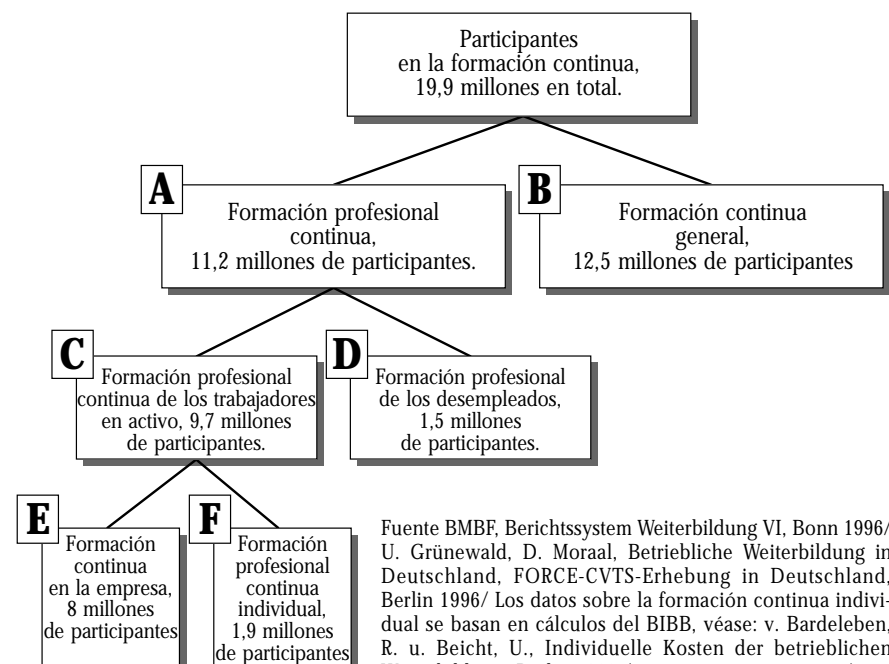 Participantes
en la formación continua,
19,9 millones en total.
A
Formación profesional
continua,
11,2 millones de participantes.
B
Formación continua
general,
12,5 millones de participantes
C
Formación profesional
continua de los trabajadores
en activo, 9,7 millones
de participantes.
D
Formación profesional
de los desempleados,
1,5 millones
de participantes.
E
Formación
continua
en la empresa,
8 millones
de participantes
F
Formación
profesional
continua
individual,
1,9 millones
de participantes
Fuente BMBF, Berichtssystem Weiterbildung VI, Bonn 1996/
U. Grünewald, D. Moraal, Betriebliche Weiterbildung in
Deutschland, FORCE-CVTS-Erhebung in Deutschland,
Berlin 1996/ Los datos sobre la formación continua indivi-
dual se basan en cálculos del BIBB, véase: v. Bardeleben,
R. u. Beicht, U., Individuelle Kosten der betrieblichen